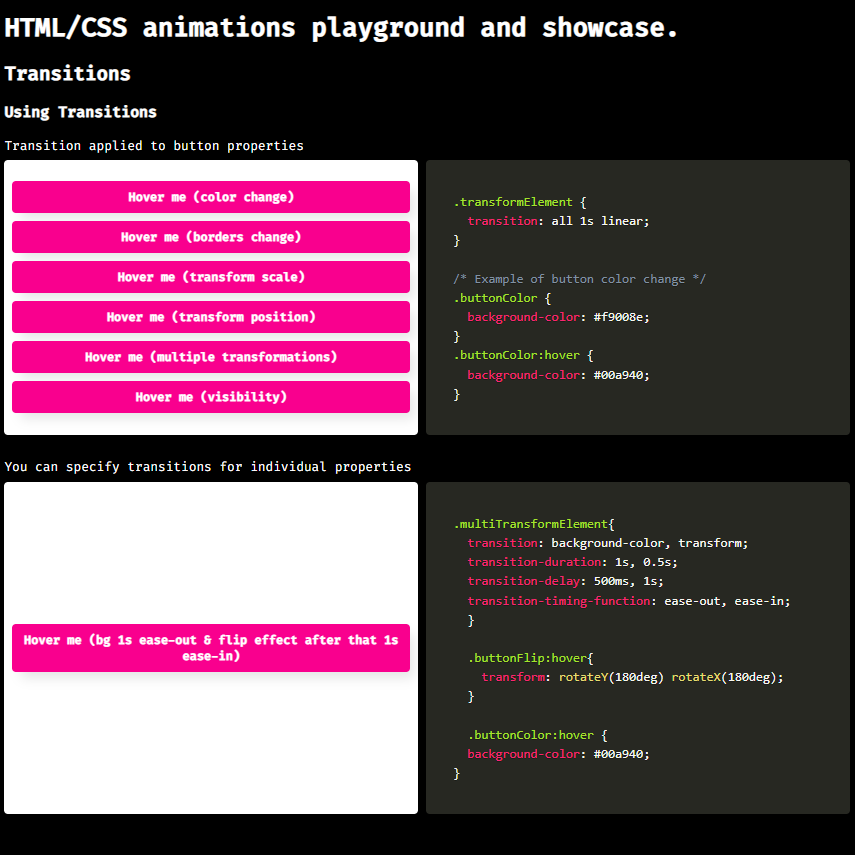 HTML/CSS animations playground and showcase.
Transitions
Using Transitions
Transition applied to button properties
Hover me (color change)
Hover me (borders change)
Hover me (transform scale)
Hover me (transform position)
Hover me (multiple transformations)
Hover me (visibility)
.transformElement {
  transition: all 1s linear;
}

/* Example of button color change */
.buttonColor {
  background-color: #f9008e;
}
.buttonColor:hover {
  background-color: #00a940;
}
You can specify transitions for individual properties
Hover me (bg 1s ease-out & flip effect after that 1s
ease-in)
.multiTransformElement{
  transition: background-color, transform;
  transition-duration: 1s, 0.5s;
  transition-delay: 500ms, 1s;
  transition-timing-function: ease-out, ease-in;
  }

  .buttonFlip:hover{
    transform: rotateY(180deg) rotateX(180deg);
  }

  .buttonColor:hover {
  background-color: #00a940;
}